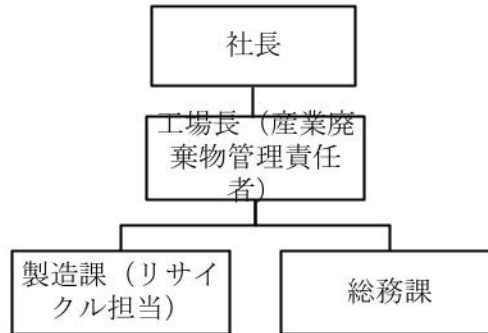 社長
工場長（産業廃
棄物管理責任
者）
製造課（リサイ
クル担当）
総務課